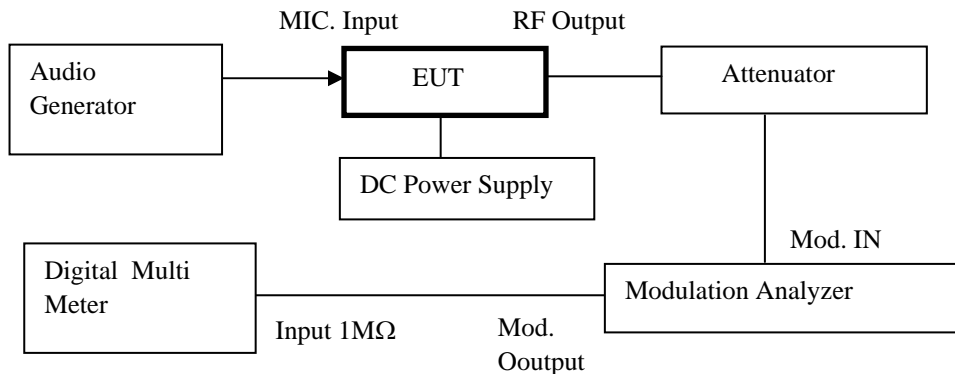 MIC. Input
RF Output
Audio
Generator
EUT
Attenuator
DC Power Supply
Mod. IN
Digital Multi
Meter
Modulation Analyzer
Input 1MΩ
Mod.
Ooutput